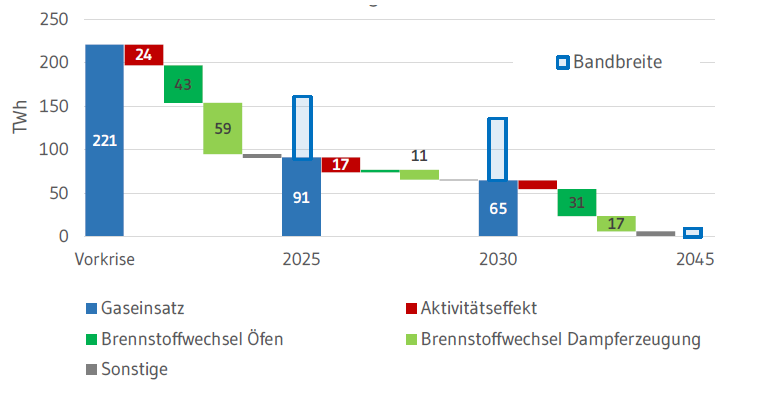 250
200
150
100
50
0
TWh
221
24
43
59
91
17
11
65
31
17
Bandbreite
Vorkrise
2025
2030
2045
Gaseinsatz
Aktivitätseffekt
Brennstoffwechsel Öfen
Brennstoffwechsel Dampferzeugung
Sonstige